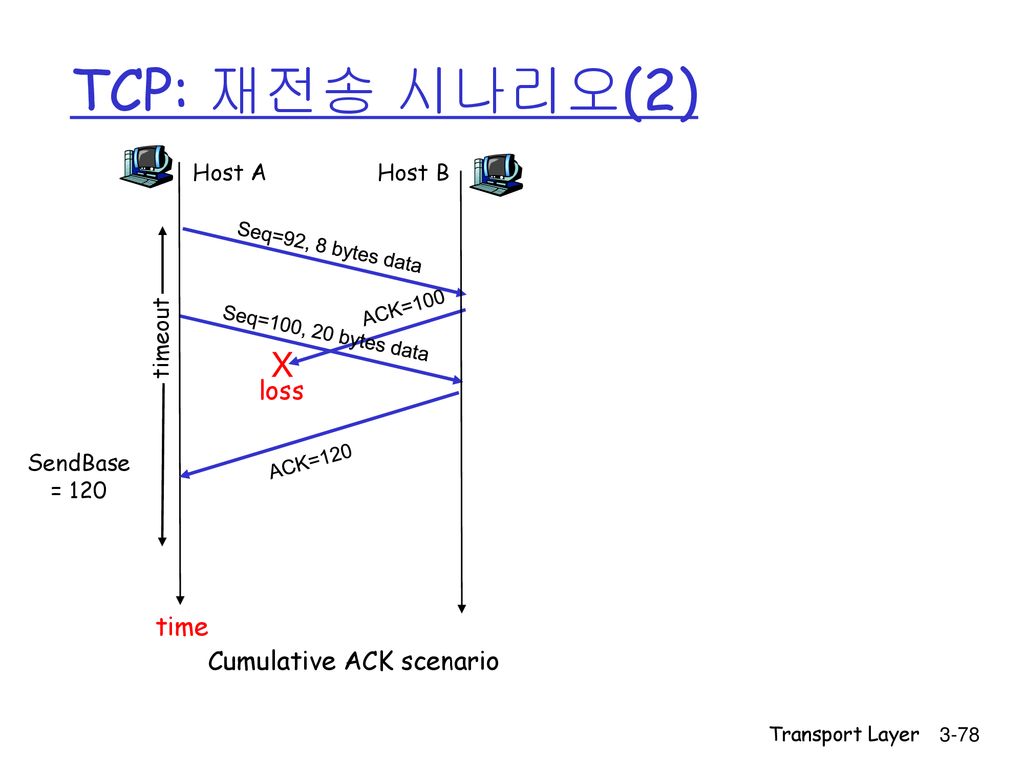 TCP: 재전송 시나리오(2)
Host A
Host B
Seq=92, 8 bytes data
ACK=100
timeout
Seq=100, 20 bytes data
X
loss
ACK=120
SendBase
= 120
time
Cumulative ACK scenario
Transport Layer 3-78